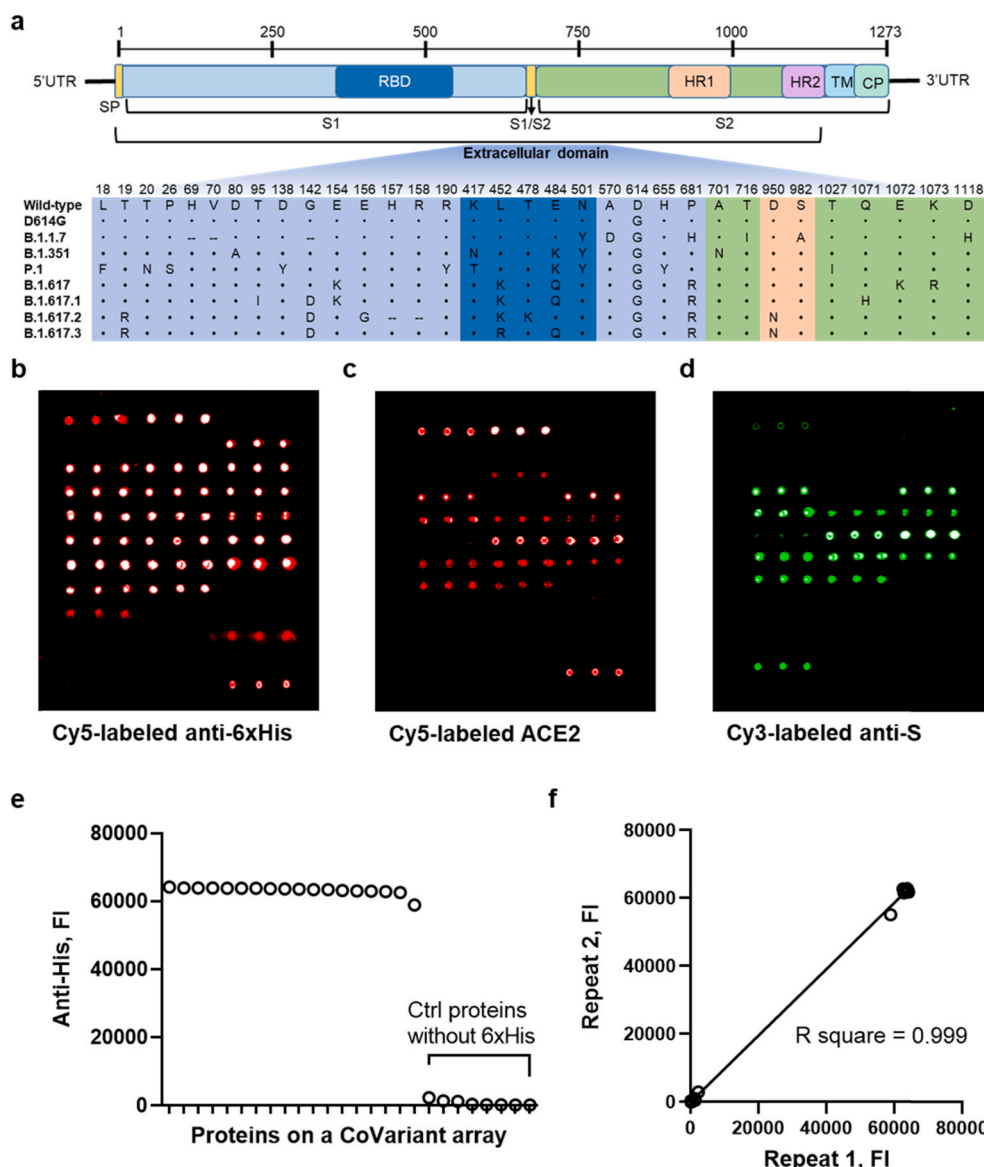 a
1 250 500 750 1000 1273
5'UTR RBD HR1 HR2 TM CP 3'UTR
SP
S1 S1/S2 S2
Extracellular domain
18 19 20 26 69 70 80 95 138 142 154 156 157 158 190 417 452 478 484 501 570 614 655 681 701 716 950 982 1027 1071 1072 1073 1118
Wild-type L T T P H V D T D G E E H R R K L T E N A D H P A T D S T Q E K D
D614G • • • • • • • • • • • • • • • • • • • • • G • • • • • • • • • • •
B.1.1.7 • • • • -- -- • • • -- • • • • • • • • • Y D G • H • I • A • • • • H
B.1.351 • • • • • • A • • • • • • • • N • • K Y • G • • N • • • • • • • •
P.1 F • N S • • • • Y • • • • • Y T • • K Y • G Y • • • • • I • • • •
B.1.617 • • • • • • • • • • K • • • • • K • Q • • G • R • • • • • • K R •
B.1.617.1 • • • • • • • I • D K • • • • • K • Q • • G • R • • • • • H • • •
B.1.617.2 • R • • • • • • • D • G -- -- • • K K • • • G • R • • N • • • • • •
B.1.617.3 • R • • • • • • • D • • • • • • R • Q • • G • R • • N • • • • • •
b c d
Cy5-labeled anti-6xHis Cy5-labeled ACE2 Cy3-labeled anti-S
e
80000
60000
40000
20000
0
Anti-His, FI
Ctrl proteins
without 6xHis
Proteins on a CoVariant array
f
80000
60000
40000
20000
0
Repeat 2, FI
R square = 0.999
0 20000 40000 60000 80000
Repeat 1, FI